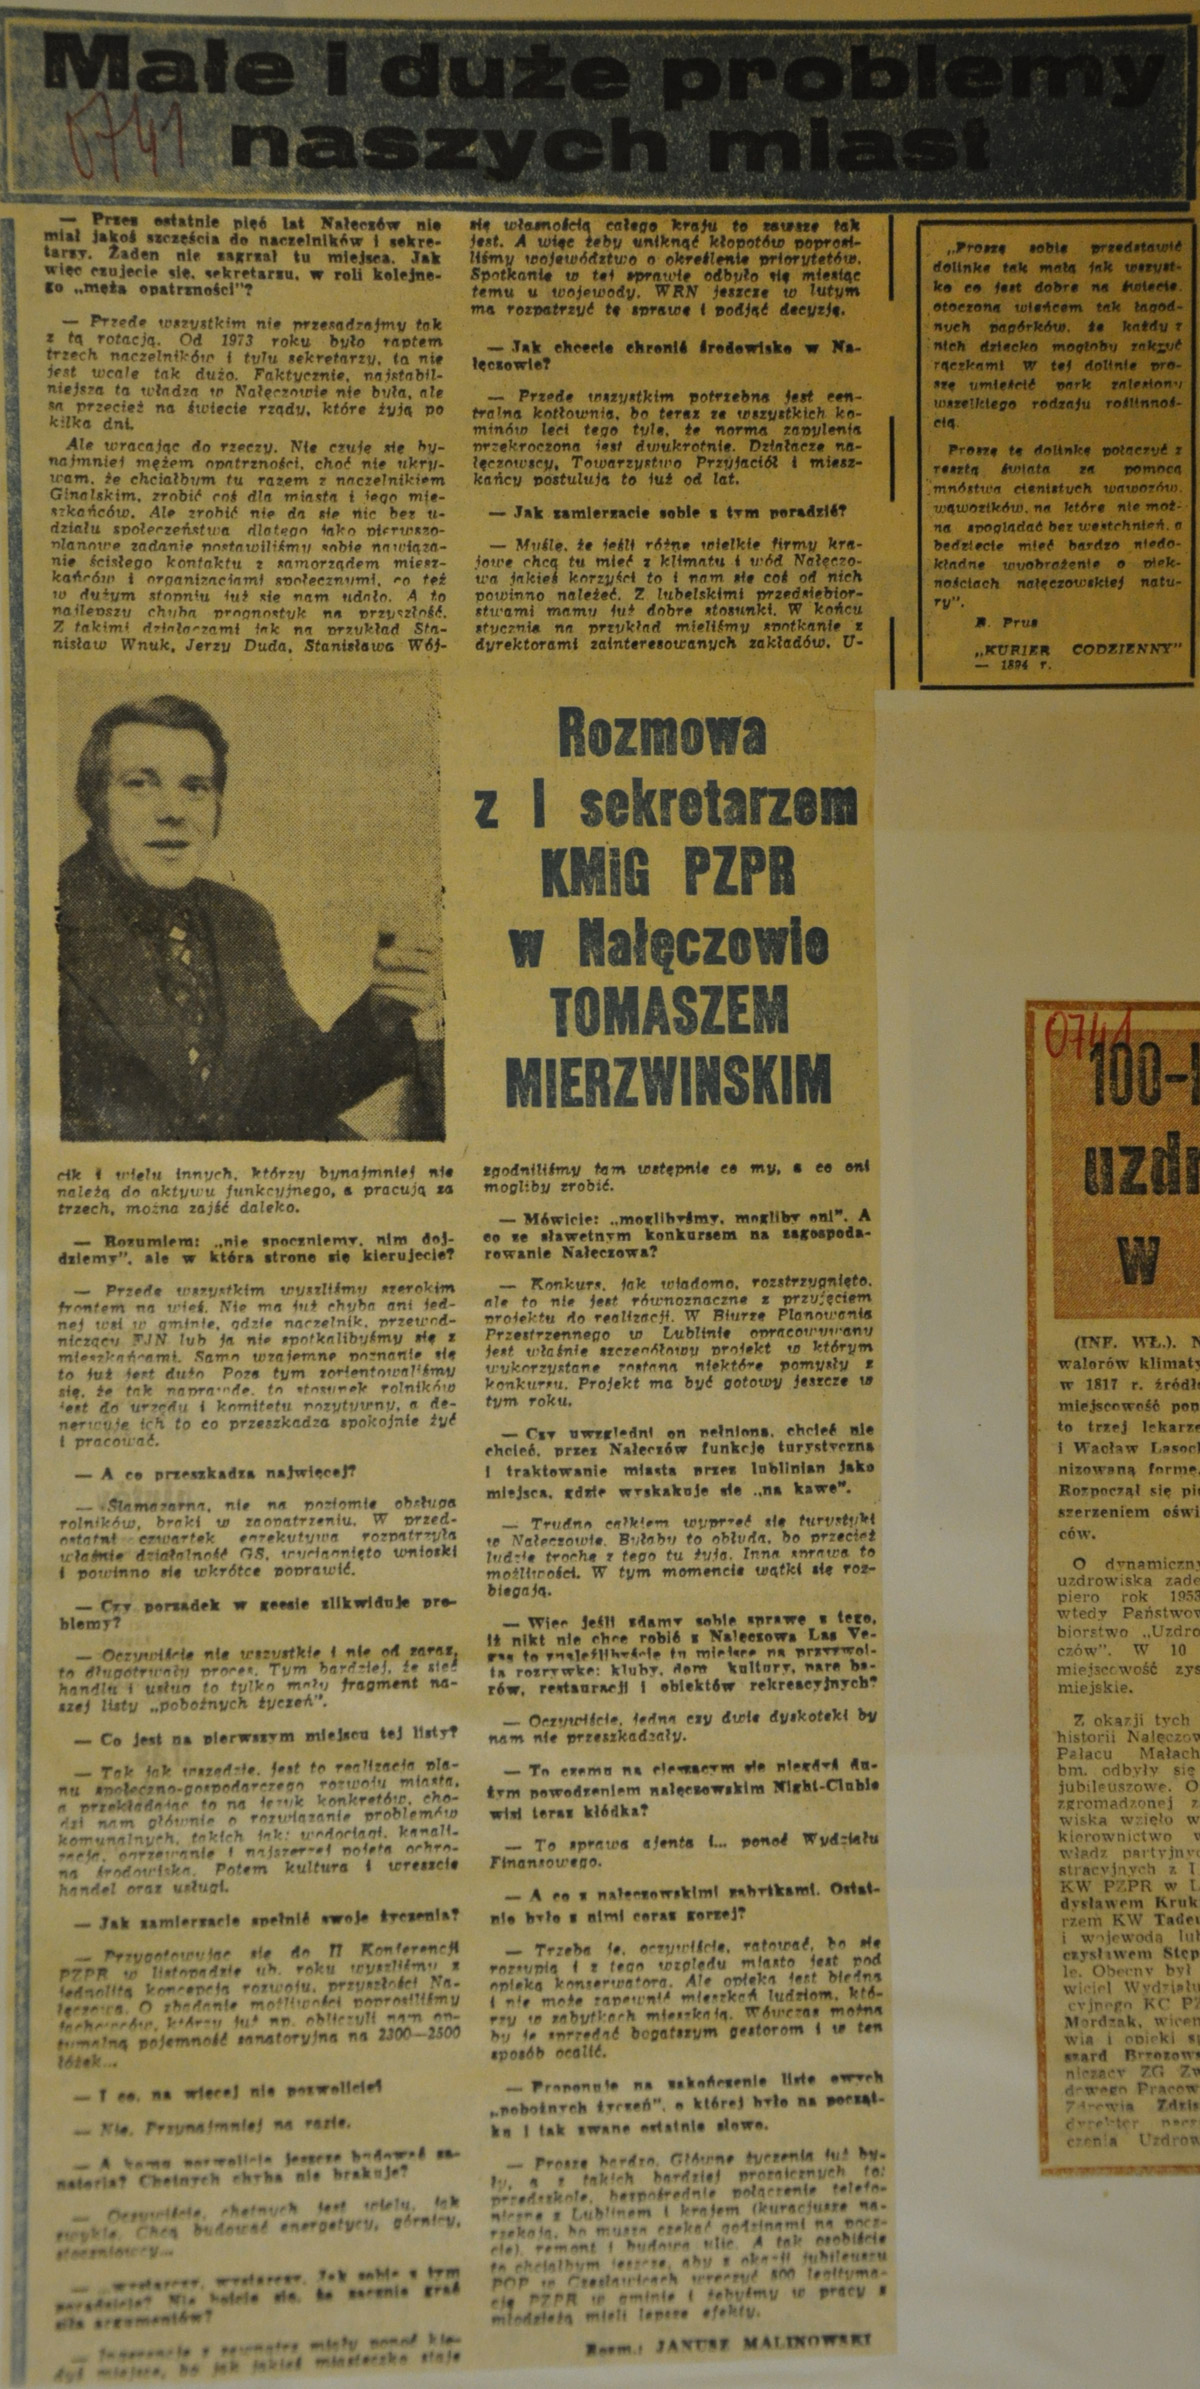 Małe i duże problemy
naszych miast
0741
— Przez ostatnie pięć lat Nałęczów nie
miał jakoś szczęścia do naczelników i sekre-
tarzy. Żaden nie zagrzał tu miejsca. Jak
więc czujecie się, sekretarzu, w roli kolejne-
go „męża opatrzności"?
— Przede wszystkim nie przesadzajmy tak
z tą rotacją. Od 1973 roku było raptem
trzech naczelników i tylu sekretarzy, to nie
jest wcale tak dużo. Faktycznie, najstabil-
niejsza ta władza w Nałęczowie nie była, ale
są przecież na świecie rządy, które żyją po
kilka dni.
Ale wracając do rzeczy. Nie czuję się by-
najmniej mężem opatrzności, choć nie ukry-
wam, że chciałbym tu razem z naczelnikiem
Ginalskim, zrobić coś dla miasta i jego mie-
szkańców. Ale zrobić nie da się nic bez u-
działu społeczeństwa dlatego jako pierwszo-
planowe zadanie postawiliśmy sobie nawiąza-
nie ścisłego kontaktu z samorządem miesz-
kańców i organizacjami społecznymi, co też
w dużym stopniu już się nam udało. A to
najlepszy chyba prognostyk na przyszłość.
Z takimi działaczami jak na przykład Sta-
nisław Wnuk, Jerzy Duda, Stanisława Wój-
cik i wielu innych, którzy bynajmniej nie
należą do aktywu funkcyjnego, a pracują za
trzech, można zajść daleko.
— Rozumiem: „nie spoczniemy, nim doj-
dziemy", ale w którą stronę się kierujecie?
— Przede wszystkim wyszliśmy szerokim
frontem na wieś. Nie ma już chyba ani jed-
nej wsi w gminie, gdzie naczelnik, przewod-
niczący FJN lub ja nie spotkalibyśmy się z
mieszkańcami. Samo wzajemne poznanie się
to już jest dużo. Poza tym zorientowaliśmy
się, że tak naprawdę, to stosunek rolników
jest do urzędu i komitetu pozytywny, a de-
nerwuje ich to co przeszkadza spokojnie żyć
i pracować.
— A co przeszkadza najwięcej?
— Ślamazarna, nie na poziomie obsługa
rolników, braki w zaopatrzeniu. W przed-
ostatni czwartek egzekutywa rozpatrzyła
właśnie działalność GS, wyciągnięto wnioski
i powinno się wkrótce poprawić.
— Czy porządek w geesie zlikwiduje pro-
blemy?
— Oczywiście nie wszystkie i nie od zaraz,
to długotrwały proces. Tym bardziej, że sieć
handlu i usług to tylko mały fragment na-
szej listy „pobożnych życzeń".
— Co jest na pierwszym miejscu tej listy?
— Tak jak wszędzie, jest to realizacja pla-
nu społeczno-gospodarczego rozwoju miasta,
a przekładając to na język konkretów, cho-
dzi nam głównie o rozwiązanie problemów
komunalnych, takich jak: wodociągi, kanali-
zacja, ogrzewanie i najszerzej pojęta ochro-
na środowiska. Potem kultura i wreszcie
handel oraz usługi.
— Jak zamierzacie spełnić swoje życzenia?
— Przygotowując się do II Konferencji
PZPR w listopadzie ub. roku wyszliśmy z
jednolitą koncepcją rozwoju, przyszłości Na-
łęczowa. O zbadanie możliwości poprosiliśmy
fachowców, którzy już np. obliczyli nam op-
tymalną pojemność sanatoryjną na 2300—2500
łóżek...
— I co, na więcej nie pozwolicie?
— Nie. Przynajmniej na razie.
— A komu pozwolicie jeszcze budować sa-
natoria? Chętnych chyba nie brakuje?
— Oczywiście, chętnych jest wielu, jak
zwykle. Chcą budować energetycy, górnicy,
stoczniowcy...
— wystarczy, wystarczy. Jak sobie z tym
poradzicie? Nie boicie się, że zacznie grać
siła argumentów?
— Ingerencje z zewnątrz miały ponoć kie-
dyś miejsce, bo jak jakieś miasteczko staje
się własnością całego kraju to zawsze tak
jest. A więc żeby uniknąć kłopotów poprosi-
liśmy województwo o określenie priorytetów.
Spotkanie w tej sprawie odbyło się miesiąc
temu u wojewody. WRN jeszcze w lutym
ma rozpatrzyć tę sprawę i podjąć decyzję.
— Jak chcecie chronić środowisko w Na-
łęczowie?
— Przede wszystkim potrzebna jest cen-
tralna kotłownia, bo teraz ze wszystkich ko-
minów leci tego tyle, że norma zapylenia
przekroczona jest dwukrotnie. Działacze na-
łęczowscy, Towarzystwo Przyjaciół i miesz-
kańcy postulują to już od lat.
— Jak zamierzacie sobie z tym poradzić?
— Myślę, że jeśli różne wielkie firmy kra-
jowe chcą tu mieć z klimatu i wód Nałęczo-
wa jakieś korzyści to i nam się coś od nich
powinno należeć. Z lubelskimi przedsiębior-
stwami mamy już dobre stosunki. W końcu
stycznia na przykład mieliśmy spotkanie z
dyrektorami zainteresowanych zakładów. U-
Rozmowa
z I sekretarzem
KMiG PZPR
w Nałęczowie
TOMASZEM
MIERZWINSKIM
zgodniliśmy tam wstępnie co my, a co oni
mogliby zrobić.
— Mówicie: „moglibyśmy, mogliby oni". A
co ze sławetnym konkursem na zagospoda-
rowanie Nałęczowa?
— Konkurs, jak wiadomo, rozstrzygnięto,
ale to nie jest równoznaczne z przyjęciem
projektu do realizacji. W Biurze Planowania
Przestrzennego w Lublinie opracowywany
jest właśnie szczegółowy projekt w którym
wykorzystane zostaną niektóre pomysły z
konkursu. Projekt ma być gotowy jeszcze w
tym roku.
— Czy uwzględni on pełnioną, chcieć nie
chcieć, przez Nałęczów funkcję turystyczną
i traktowanie miasta przez lublinian jako
miejsca, gdzie wyskakuje się „na kawę".
— Trudno całkiem wyprzeć się turystyki
w Nałęczowie. Byłaby to obłuda, bo przecież
ludzie trochę z tego tu żyją. Inna sprawa to
możliwości. W tym momencie wątki się roz-
biegają.
— Więc jeśli zdamy sobie sprawę z tego,
iż nikt nie chce robić z Nałęczowa Las Ve-
gas to znaleźlibyście tu miejsce na przyzwoi-
tą rozrywkę: kluby, dom kultury, parę ba-
rów, restauracji i obiektów rekreacyjnych?
— Oczywiście, jedna czy dwie dyskoteki by
nam nie przeszkadzały.
— To czemu na cieszącym się niegdyś du-
żym powodzeniem nałęczowskim Night-Clubie
wisi teraz kłódka?
— To sprawa ajenta i... ponoć Wydziału
Finansowego.
— A co z nałęczowskimi zabytkami. Ostat-
nio było z nimi coraz gorzej?
— Trzeba je, oczywiście, ratować, bo się
rozsypią i z tego względu miasto jest pod
opieką konserwatora. Ale opieka jest biedna
i nie może zapewnić mieszkań ludziom, któ-
rzy w zabytkach mieszkają. Wówczas można
by je sprzedać bogatszym gestorom i w ten
sposób ocalić.
— Proponuję na zakończenie listę owych
„pobożnych życzeń", o której było na począt-
ku i tak zwane ostatnie słowo.
— Proszę bardzo. Główne życzenia już by-
ły, a z takich bardziej prozaicznych to:
przedszkole, bezpośrednie połączenie telefo-
niczne z Lublinem i krajem (kuracjusze na-
rzekają, bo muszą czekać godzinami na pocz-
cie), remont i budowa ulic. A tak osobiście
to chciałbym jeszcze, aby z okazji jubileuszu
POP w Czesławicach wręczyć 500 legityma-
cję PZPR w gminie i żebyśmy w pracy z
młodzieżą mieli lepsze efekty.
Rozm.: JANUSZ MALINOWSKI
„Proszę sobie przedstawić
dolinkę tak małą jak wszyst-
ko co jest dobre na świecie,
otoczoną wieńcem tak łagod-
nych pagórków, że każdy z
nich dziecko mogłoby zakryć
rączkami. W tej dolinie pro-
szę umieścić park zalesiony
wszelkiego rodzaju roślinnoś-
cią.
Proszę tę dolinkę połączyć z
resztą świata za pomocą
mnóstwa cienistych wąwozów,
wąwozików, na które nie moż-
na spoglądać bez westchnień, a
będziecie mieć bardzo niedo-
kładne wyobrażenie o pięk-
nościach nałęczowskiej natu-
ry".
B. Prus
„KURIER CODZIENNY"
— 1894 r.
0741
100-
uzdr
w
(INF. WŁ.). N
walorów klimaty
w 1817 r. źródł
miejscowość pon
to trzej lekarze
i Wacław Lasoc
nizowaną formę,
Rozpoczął się pi
szerzeniem oświ
ców.
O dynamiczny
uzdrowiska zade
piero rok 1953
wtedy Państwow
biorstwo „Uzdro
czów". W 10
miejscowość zys
miejskie.
Z okazji tych
historii Nałęczow
Pałacu Małach
bm. odbyły się
jubileuszowe. O
zgromadzonej z
wiska wzięło w
kierownictwo w
władz partyjny
stracyjnych z I
KW PZPR w L
dysławem Kruk
rzem KW Tadeu
i wojewodą lub
czysławem Stęp
le. Obecny był
wiciel Wydziału
cyjnego KC PZ
Mordzak, wicem
wia i opieki sp
szard Brzozows
niczący ZG Zw
dowego Pracow
Zdrowia Zdzis
dyrektor nacz
czenia Uzdrow